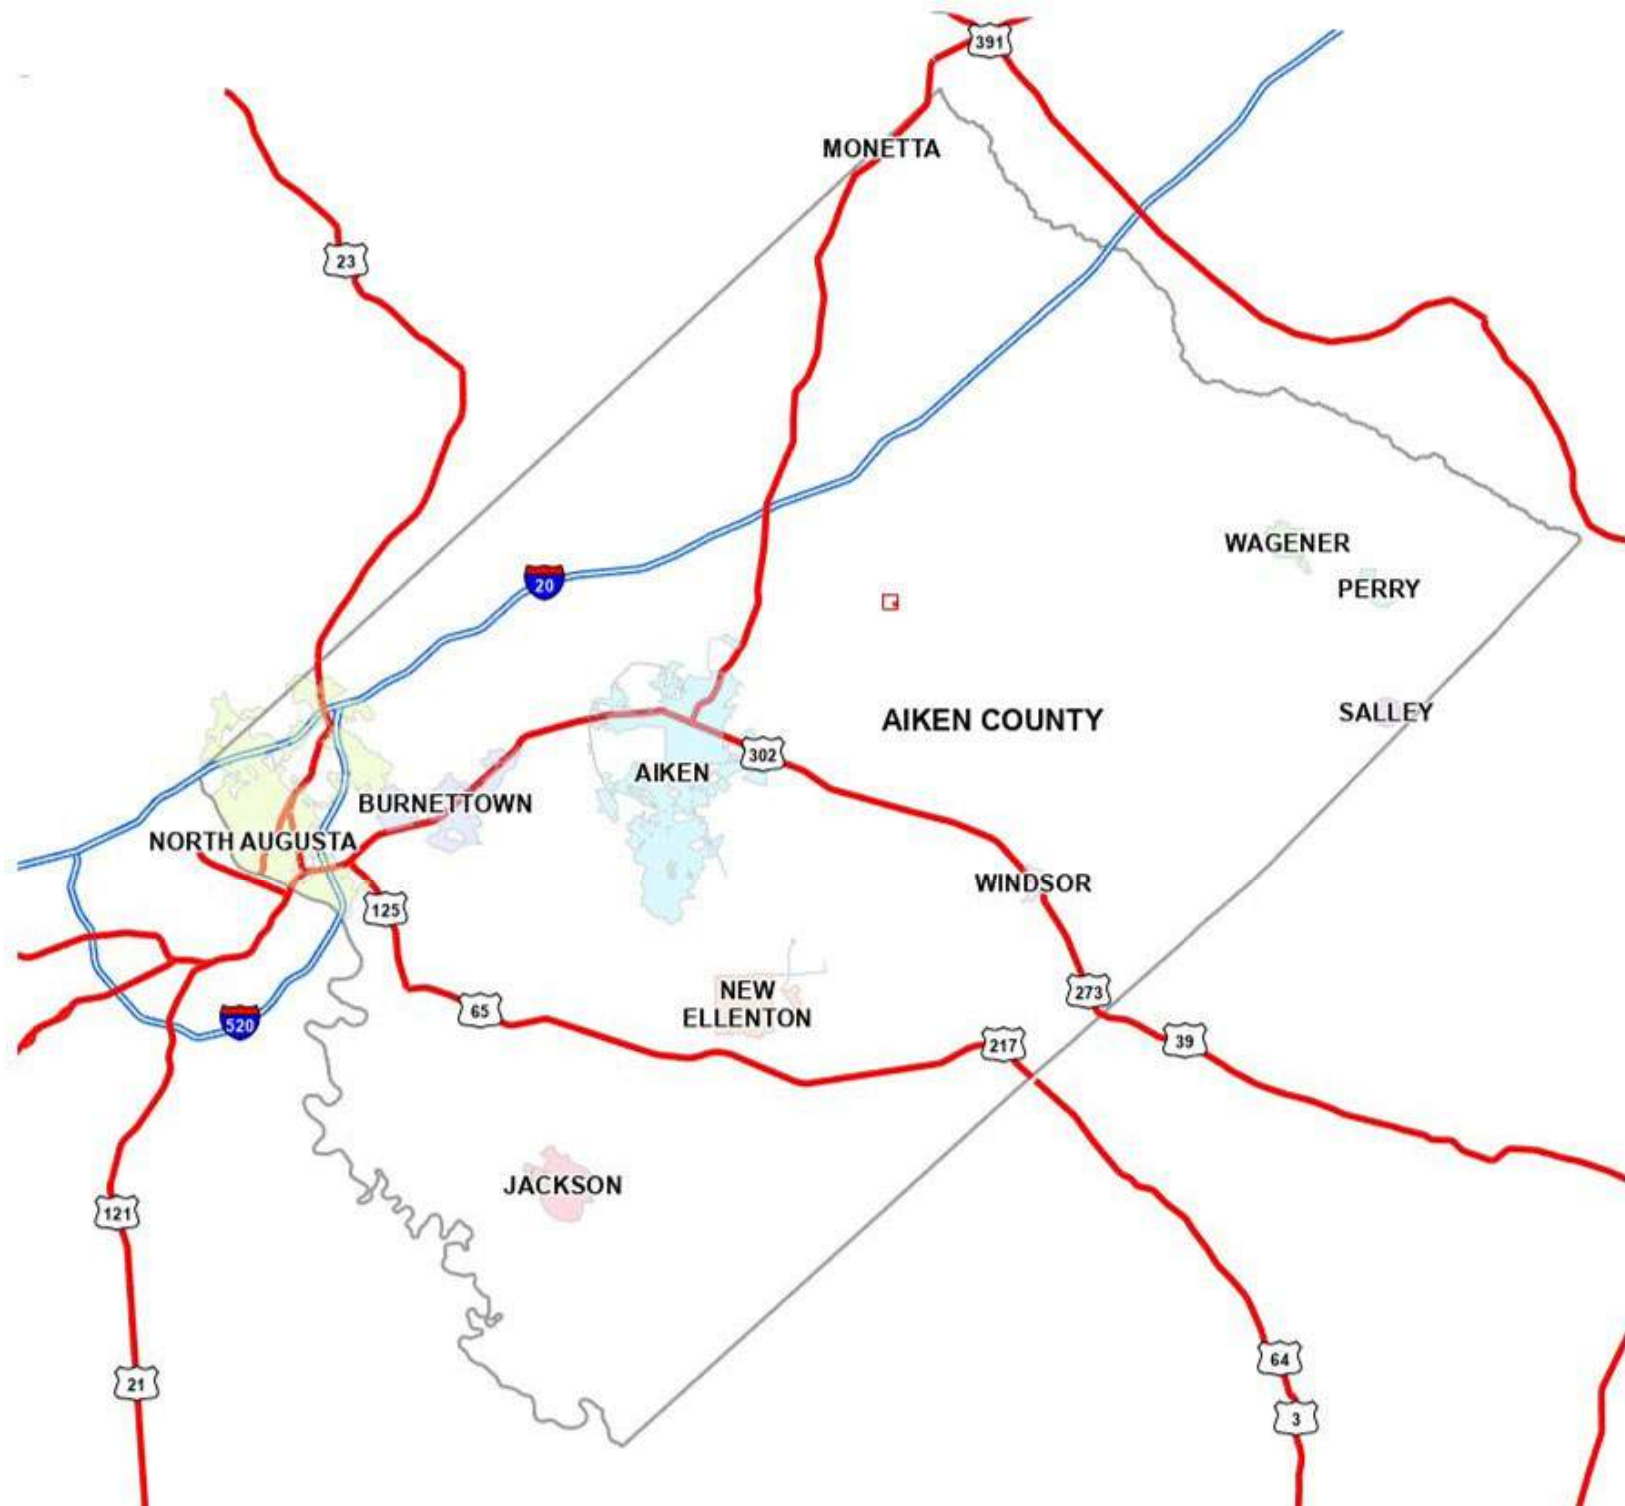 391
MONETTA
23
WAGENER
20
PERRY
SALLEY
AIKEN COUNTY
302
AIKEN
BURNETTOWN
NORTH AUGUSTA
WINDSOR
125
273
NEW
ELLENTON
65
520
39
217
JACKSON
121
64
21
3